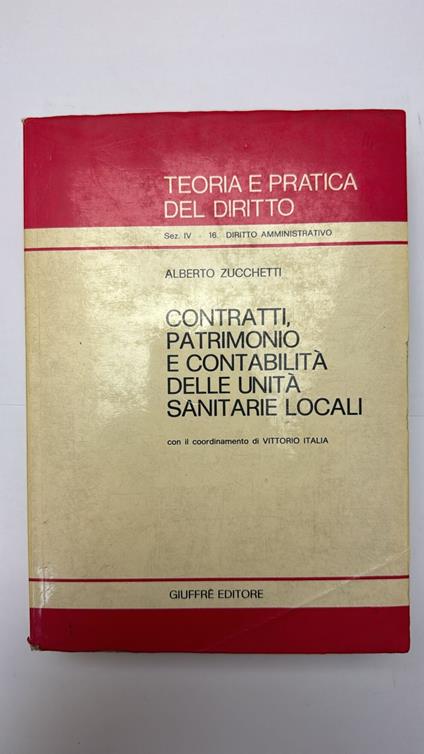 TEORIA E PRATICA
DEL DIRITTO
Sez. IV - 16. DIRITTO AMMINISTRATIVO
ALBERTO ZUCCHETTI
CONTRATTI,
PATRIMONIO
E CONTABILITÀ
DELLE UNITÀ
SANITARIE LOCALI
con il coordinamento di VITTORIO ITALIA
GIUFFRÈ EDITORE